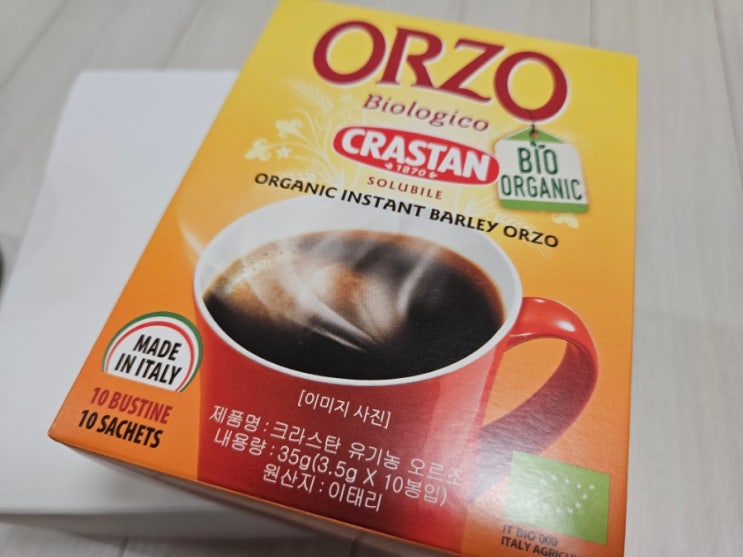 ORZO
Biologico
CRASTAN
1870
SOLUBILE
BIO
ORGANIC
ORGANIC INSTANT BARLEY ORZO
MADE
IN ITALY
10 BUSTINE
10 SACHETS
[이미지 사진]
제품명 : 크라스탄 유기농 오르조
내용량 : 35g(3.5g X 10봉입)
원산지 : 이태리
IT BIO 009
ITALY